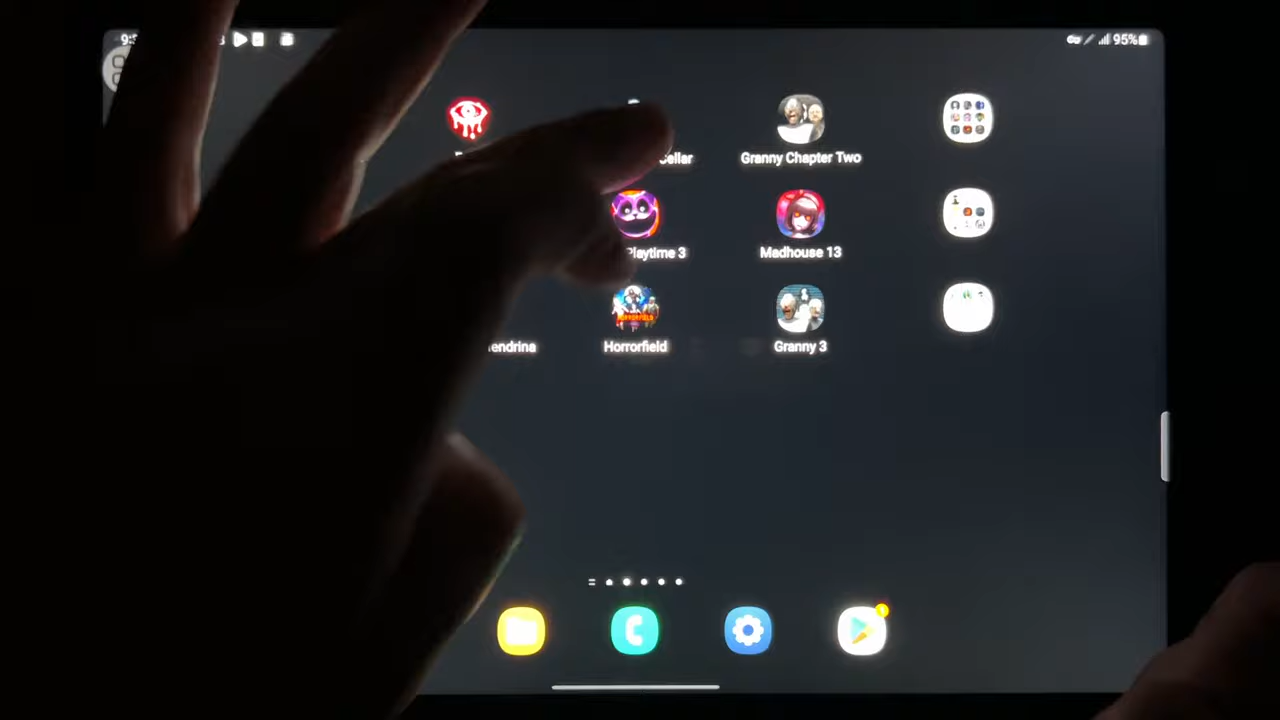 95%
Cellar
Granny Chapter Two
Playtime 3
Madhouse 13
endrina
Horrorfield
Granny 3